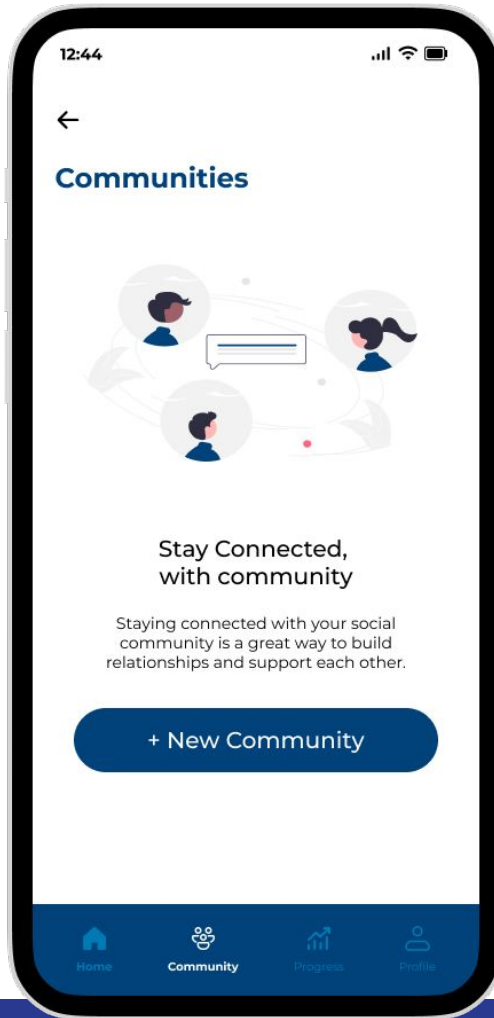 12:44
Communities
Stay Connected,
with community
Staying connected with your social
community is a great way to build
relationships and support each other.
+ New Community
Home
Community
Progress
Profile